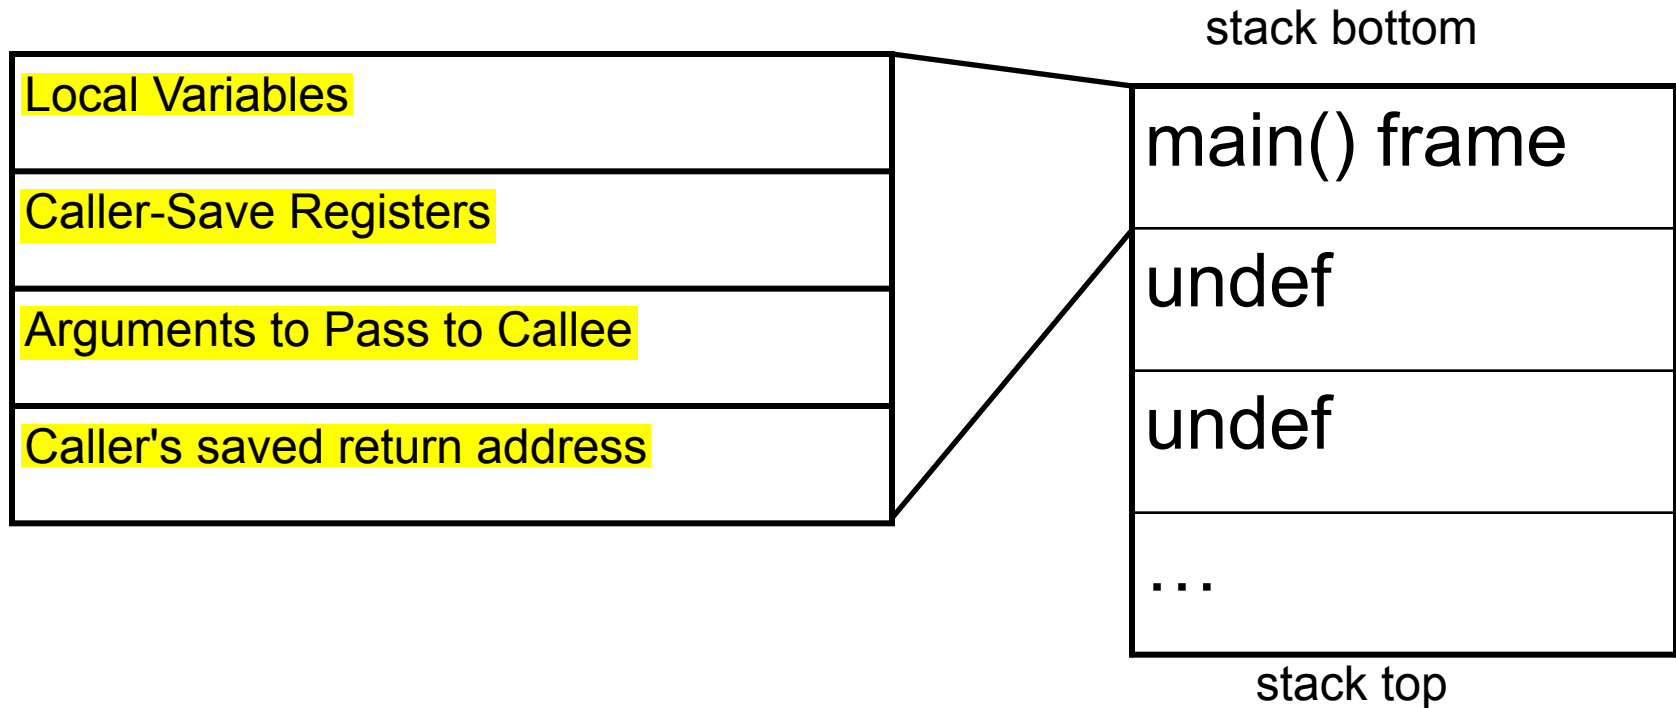 Local Variables
Caller-Save Registers
Arguments to Pass to Callee
Caller's saved return address
stack bottom
main() frame
undef
undef
…
stack top